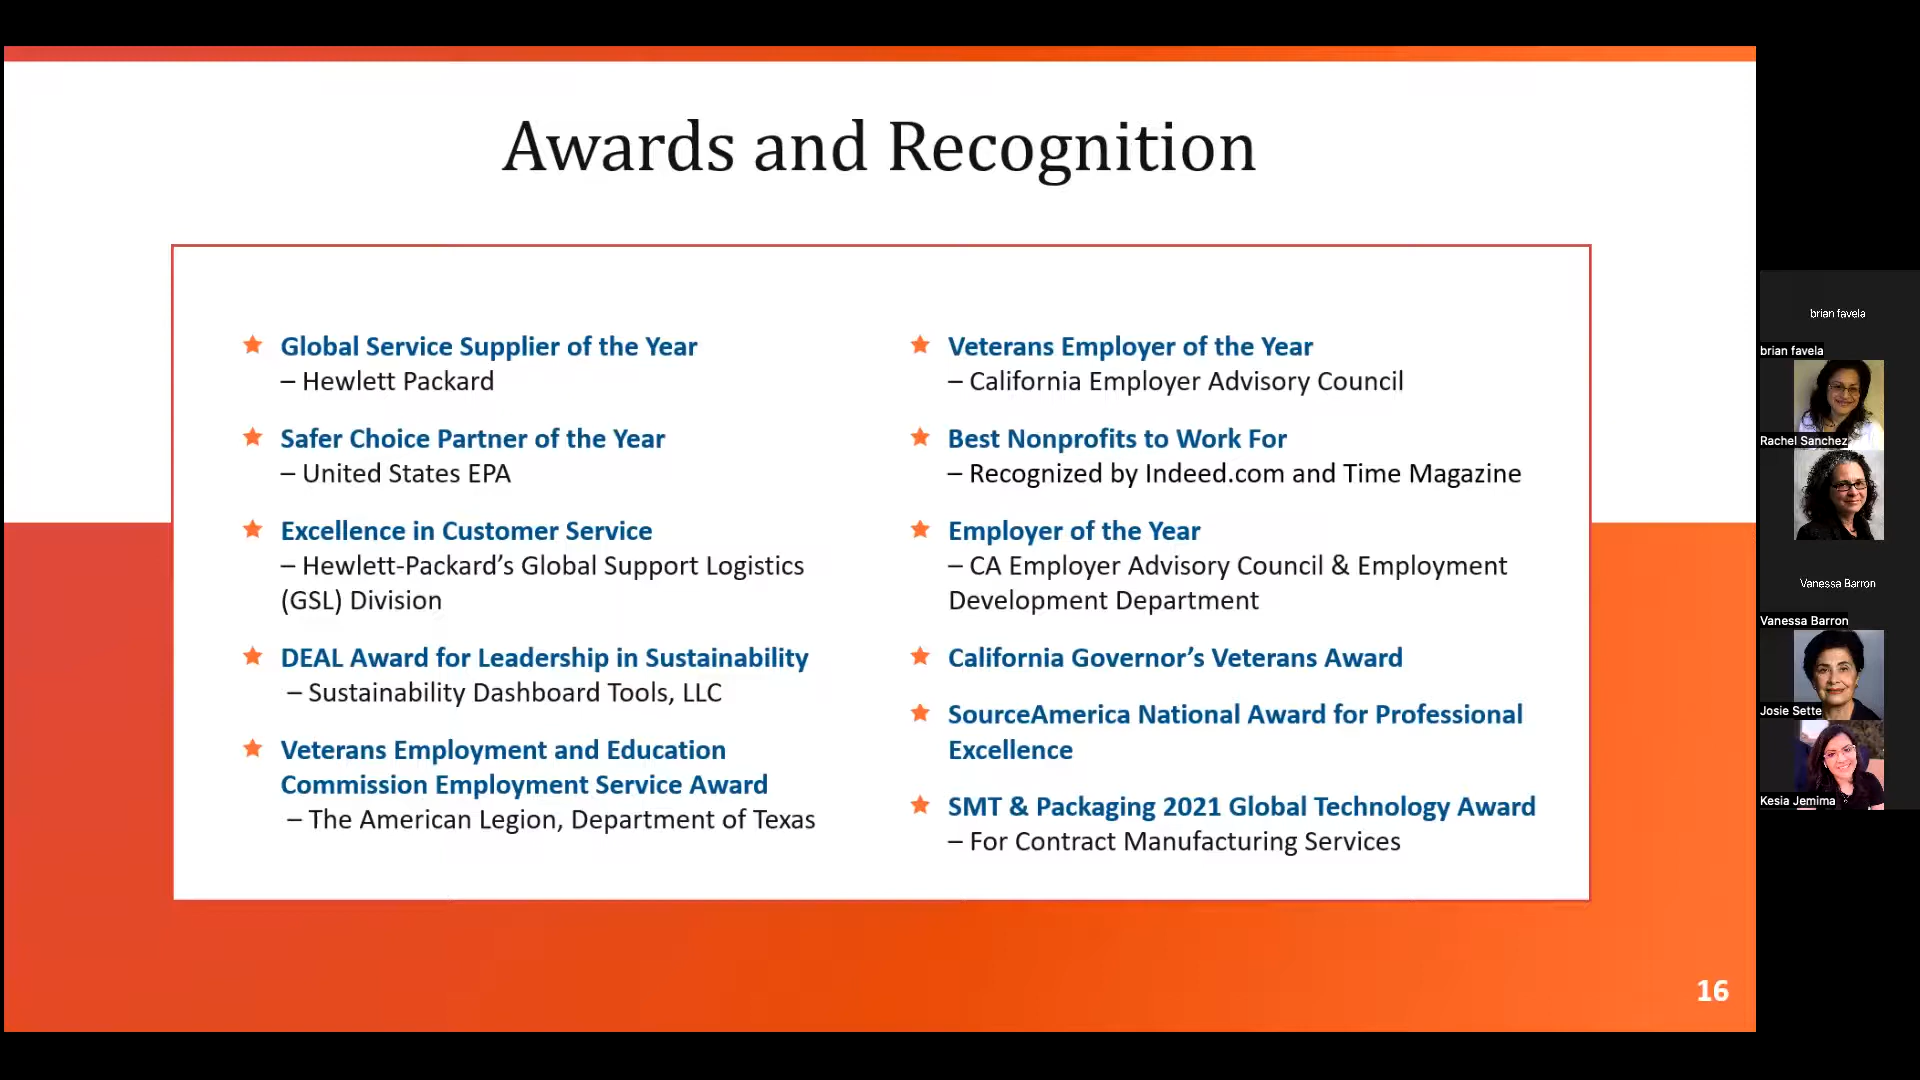 Awards and Recognition
Global Service Supplier of the Year
– Hewlett Packard
Safer Choice Partner of the Year
– United States EPA
Excellence in Customer Service
– Hewlett-Packard’s Global Support Logistics
(GSL) Division
DEAL Award for Leadership in Sustainability
– Sustainability Dashboard Tools, LLC
Veterans Employment and Education
Commission Employment Service Award
– The American Legion, Department of Texas
Veterans Employer of the Year
– California Employer Advisory Council
Best Nonprofits to Work For
– Recognized by Indeed.com and Time Magazine
Employer of the Year
– CA Employer Advisory Council & Employment
Development Department
California Governor’s Veterans Award
SourceAmerica National Award for Professional
Excellence
SMT & Packaging 2021 Global Technology Award
– For Contract Manufacturing Services
16
brian favela
brian favela
Rachel Sanchez
Vanessa Barron
Vanessa Barron
Josie Sette
Kesia Jemima